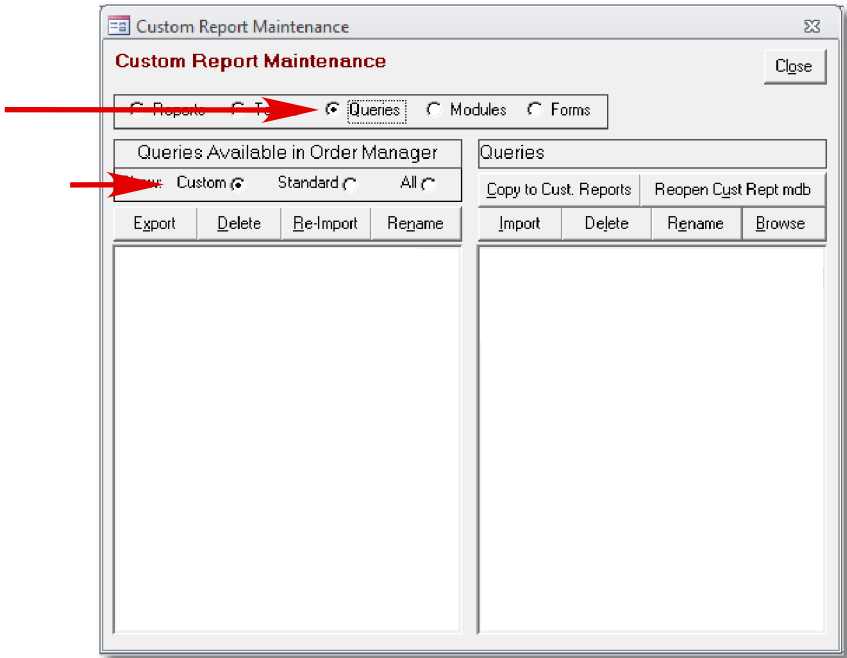 Custom Report Maintenance
Custom Report Maintenance
Close
Reports Queries Modules Forms
Queries Available in Order Manager
Queries
Custom Standard All
Copy to Cust. Reports Reopen Cust Rept mdb
Export Delete Re-Import Rename
Import Delete Rename Browse